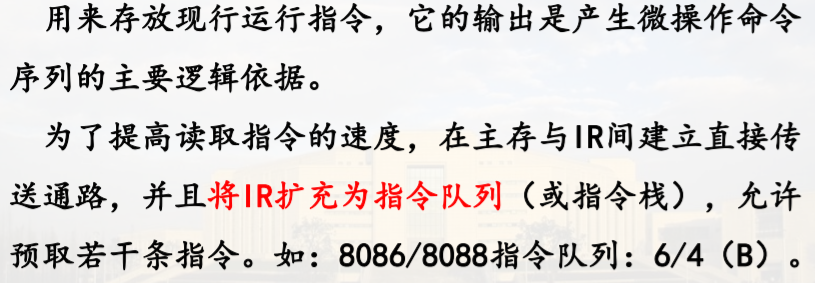 用来存放现行运行指令，它的输出是产生微操作命令
序列的主要逻辑依据。
为了提高读取指令的速度，在主存与IR间建立直接传
送通路，并且将IR扩充为指令队列（或指令栈），允许
预取若干条指令。如：8086/8088指令队列：6/4（B）。